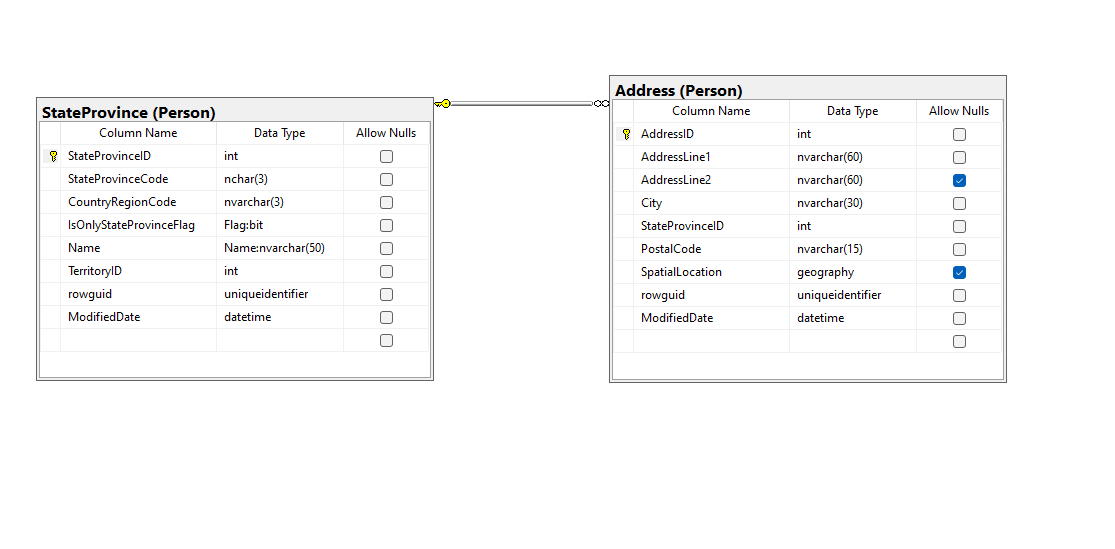 StateProvince (Person)
Column Name Data Type Allow Nulls
StateProvinceID int
StateProvinceCode nchar(3)
CountryRegionCode nvarchar(3)
IsOnlyStateProvinceFlag Flag:bit
Name Name:nvarchar(50)
TerritoryID int
rowguid uniqueidentifier
ModifiedDate datetime
Address (Person)
Column Name Data Type Allow Nulls
AddressID int
AddressLine1 nvarchar(60)
AddressLine2 nvarchar(60)
City nvarchar(30)
StateProvinceID int
PostalCode nvarchar(15)
SpatialLocation geography
rowguid uniqueidentifier
ModifiedDate datetime